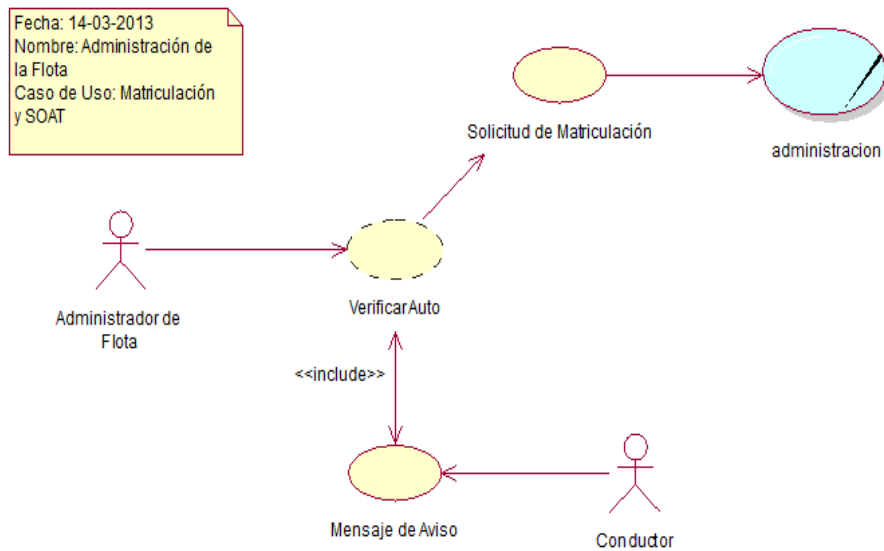 Fecha: 14-03-2013
Nombre: Administración de
la Flota
Caso de Uso: Matriculación
y SOAT
Solicitud de Matriculación
administracion
VerificarAuto
Administrador de
Flota
<<include>>
Mensaje de Aviso
Conductor